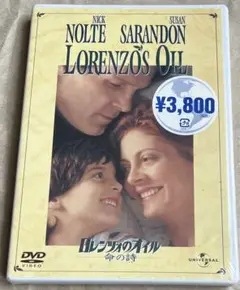 NICK SUSAN
NOLTE SARANDON
LORENZO'S OIL
¥3,800
ロレンツォのオイル
命の詩
DVD
VIDEO
UNIVERSAL